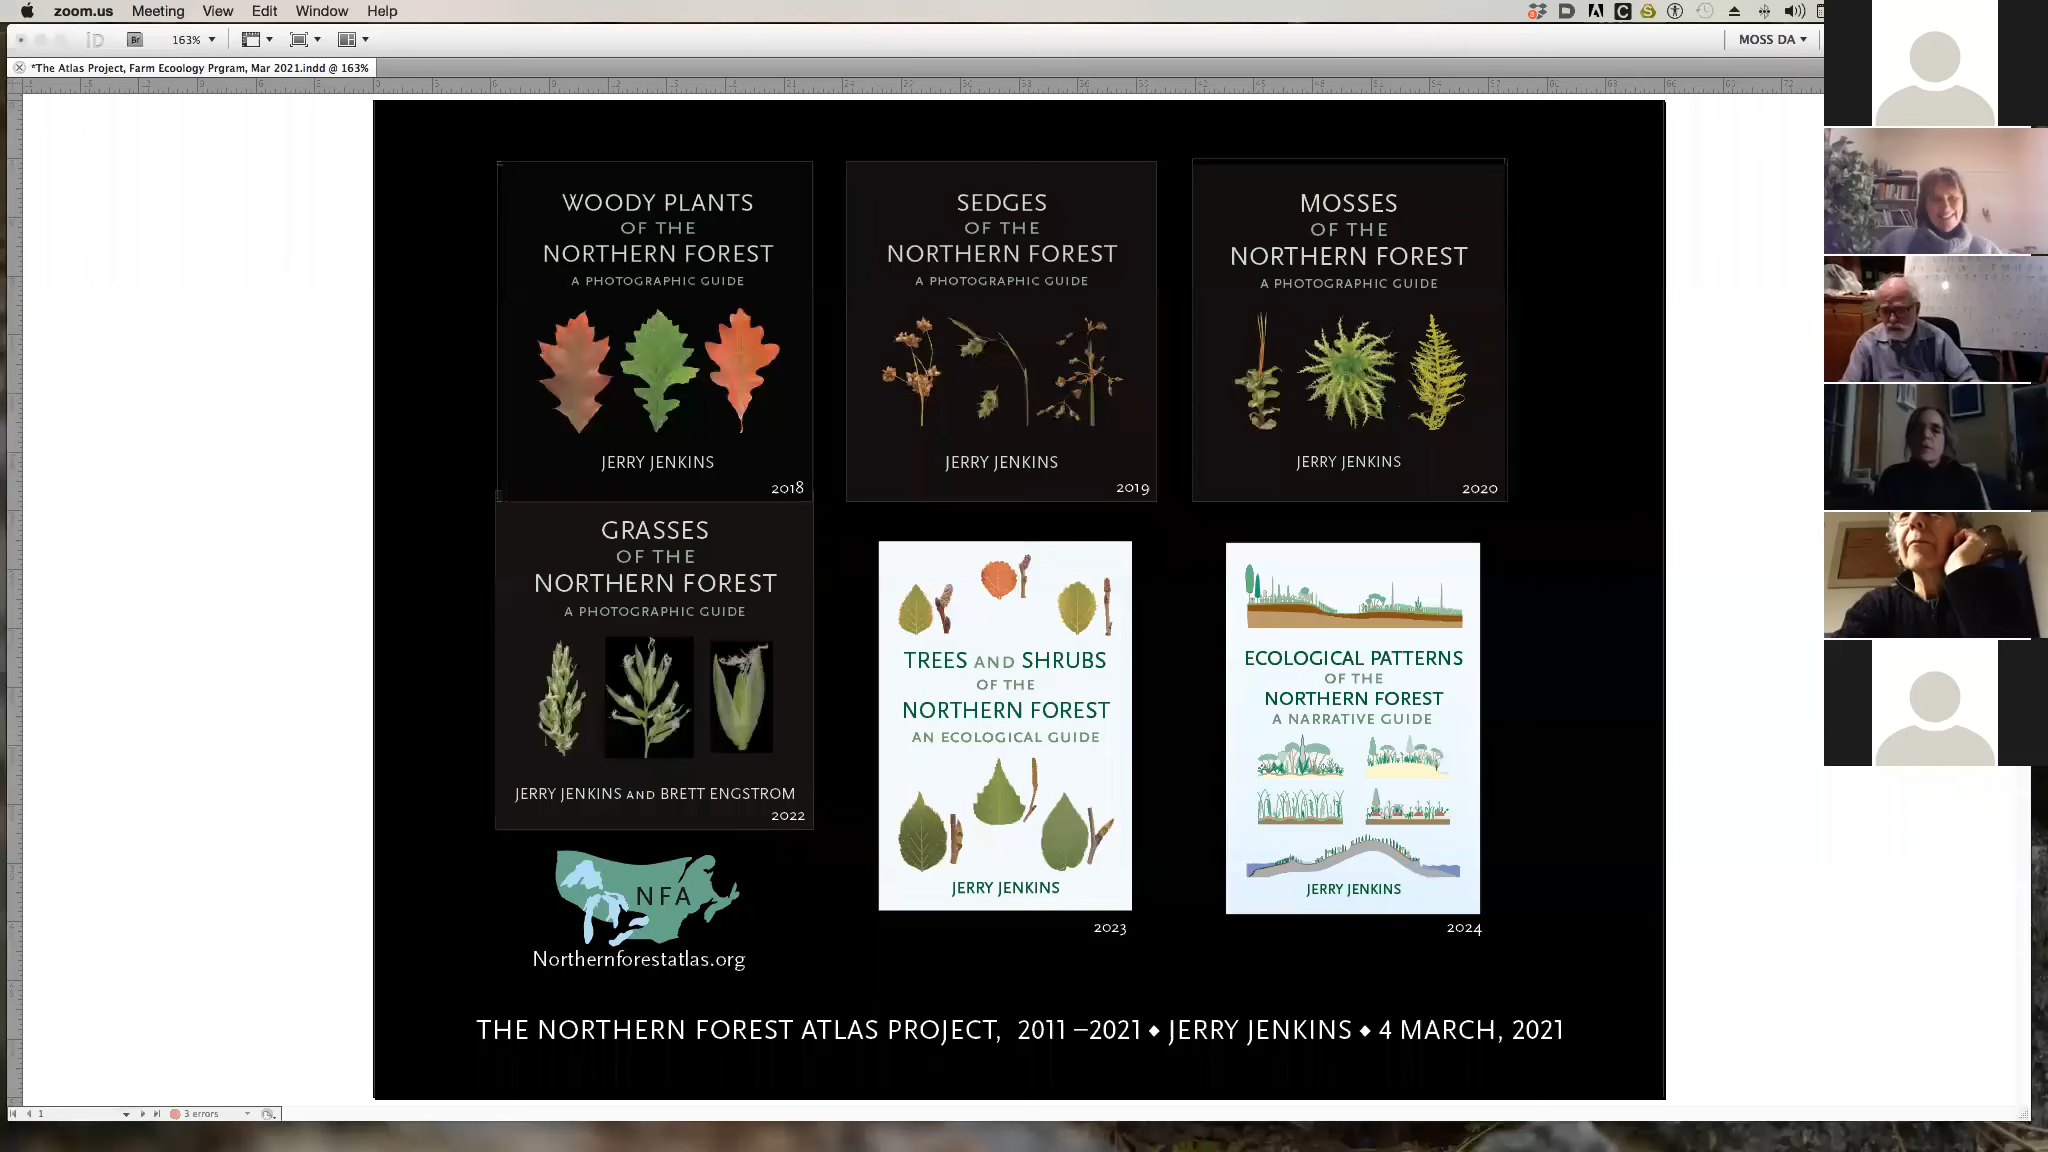 zoom.us Meeting View Edit Window Help
Br 163% MOSS DA
*The Atlas Project, Farm Ecoology Prgram, Mar 2021.indd @ 163%
WOODY PLANTS
OF THE
NORTHERN FOREST
A PHOTOGRAPHIC GUIDE
JERRY JENKINS
2018
SEDGES
OF THE
NORTHERN FOREST
A PHOTOGRAPHIC GUIDE
JERRY JENKINS
2019
MOSSES
OF THE
NORTHERN FOREST
A PHOTOGRAPHIC GUIDE
JERRY JENKINS
2020
GRASSES
OF THE
NORTHERN FOREST
A PHOTOGRAPHIC GUIDE
JERRY JENKINS AND BRETT ENGSTROM
2022
TREES AND SHRUBS
OF THE
NORTHERN FOREST
AN ECOLOGICAL GUIDE
JERRY JENKINS
2023
ECOLOGICAL PATTERNS
OF THE
NORTHERN FOREST
A NARRATIVE GUIDE
JERRY JENKINS
2024
NFA
Northernforestatlas.org
THE NORTHERN FOREST ATLAS PROJECT, 2011 –2021 ◆ JERRY JENKINS ◆ 4 MARCH, 2021
1 3 errors